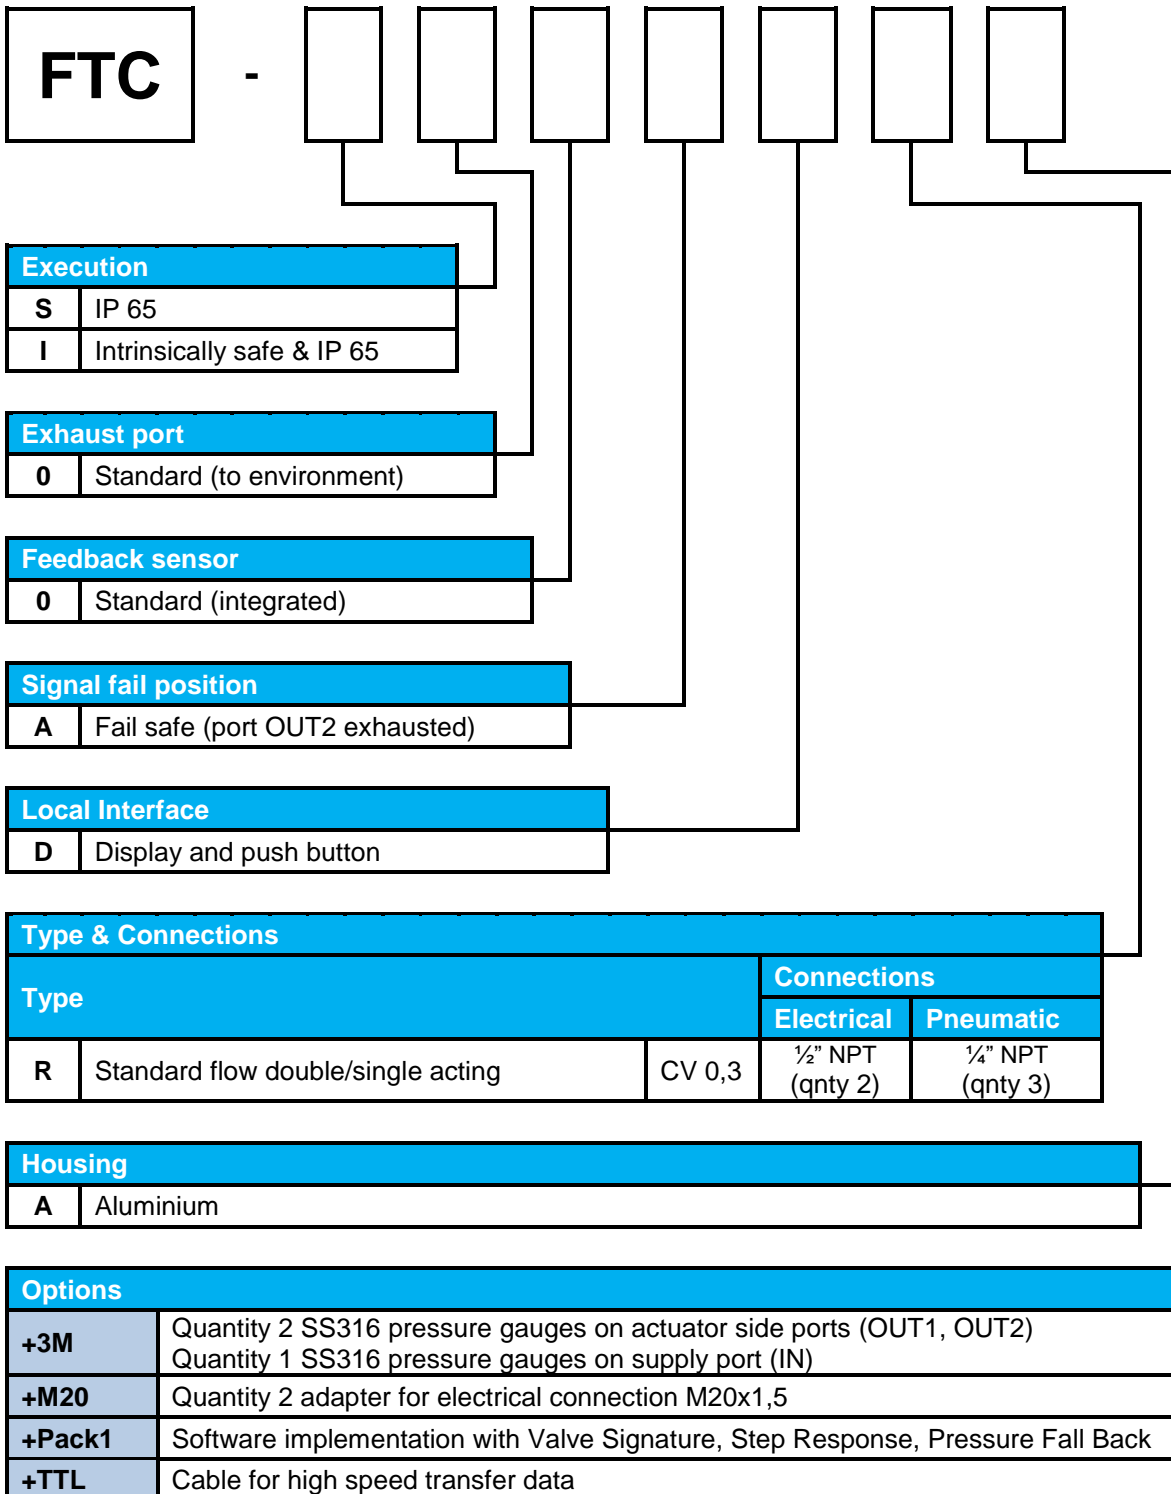 FTC -
Execution
S IP 65
I Intrinsically safe & IP 65
Exhaust port
0 Standard (to environment)
Feedback sensor
0 Standard (integrated)
Signal fail position
A Fail safe (port OUT2 exhausted)
Local Interface
D Display and push button
Type & Connections
Type
Connections
Electrical Pneumatic
R Standard flow double/single acting CV 0,3 ½” NPT (qnty 2) ¼” NPT (qnty 3)
Housing
A Aluminium
Options
+3M Quantity 2 SS316 pressure gauges on actuator side ports (OUT1, OUT2)
Quantity 1 SS316 pressure gauges on supply port (IN)
+M20 Quantity 2 adapter for electrical connection M20x1,5
+Pack1 Software implementation with Valve Signature, Step Response, Pressure Fall Back
+TTL Cable for high speed transfer data